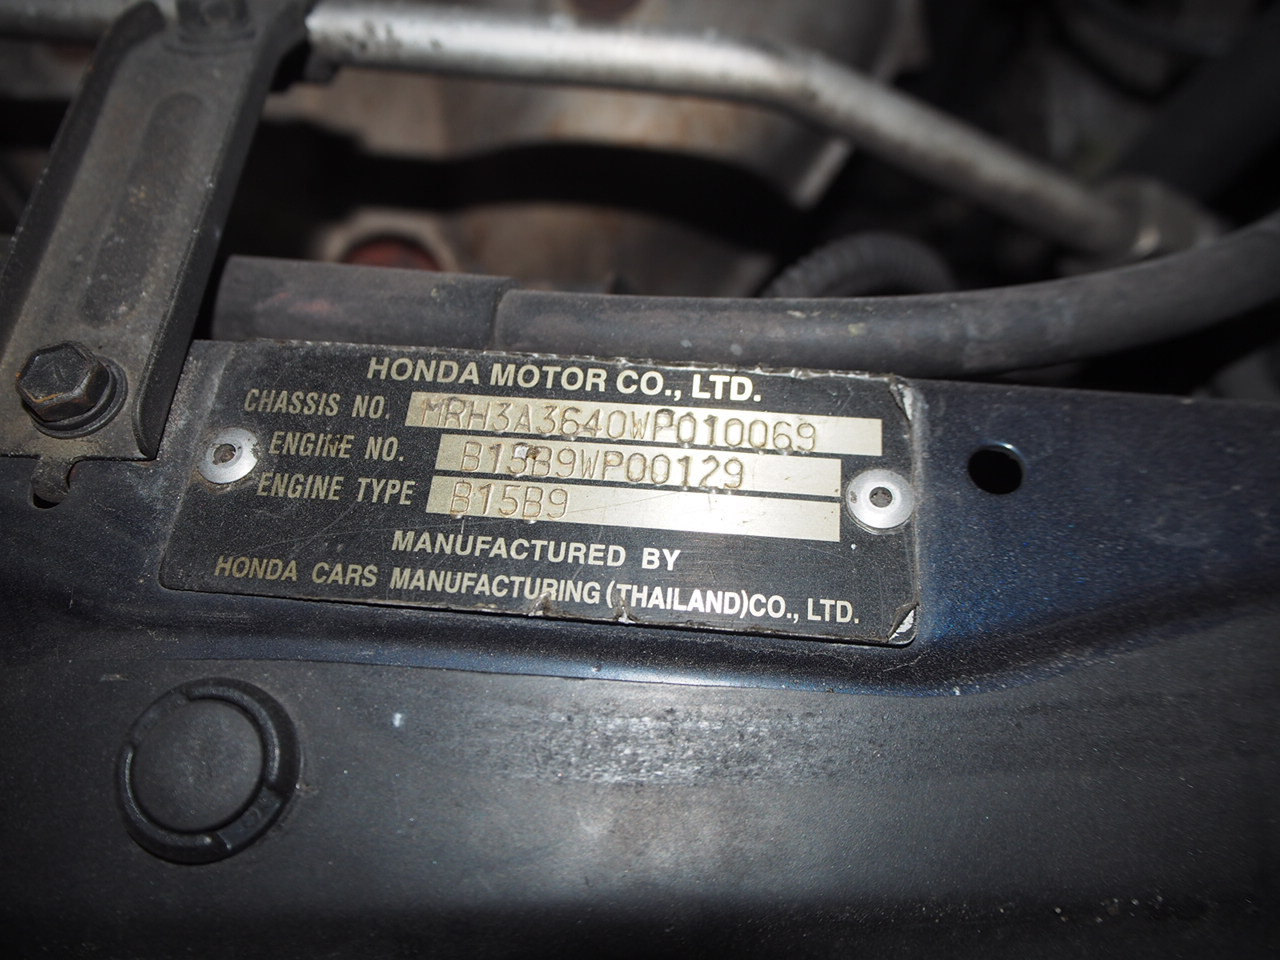 HONDA MOTOR CO., LTD.
CHASSIS NO. MRH3A3640WP010069
ENGINE NO. B15B9WP00129
ENGINE TYPE B15B9
MANUFACTURED BY
HONDA CARS MANUFACTURING (THAILAND) CO., LTD.